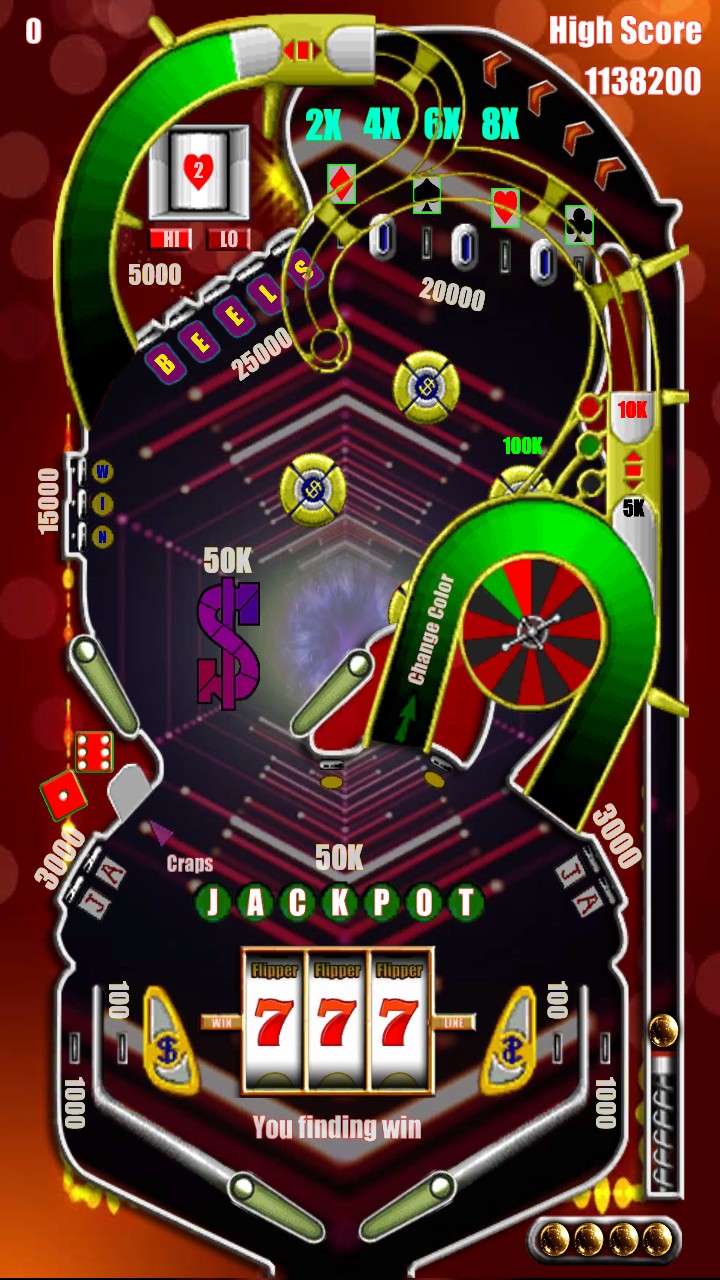 0
High Score
1138200
2X 4X 6X 8X
2
HI LO
5000
20000
BEELS
25000
10K
100K
5K
15000
W
I
N
50K
$
Change Color
3000
3000
50K
Craps
J A
J A
JACKPOT
Flipper Flipper Flipper
100
100
WIN 7 7 7 LINE
$ $
1000
1000
You finding win